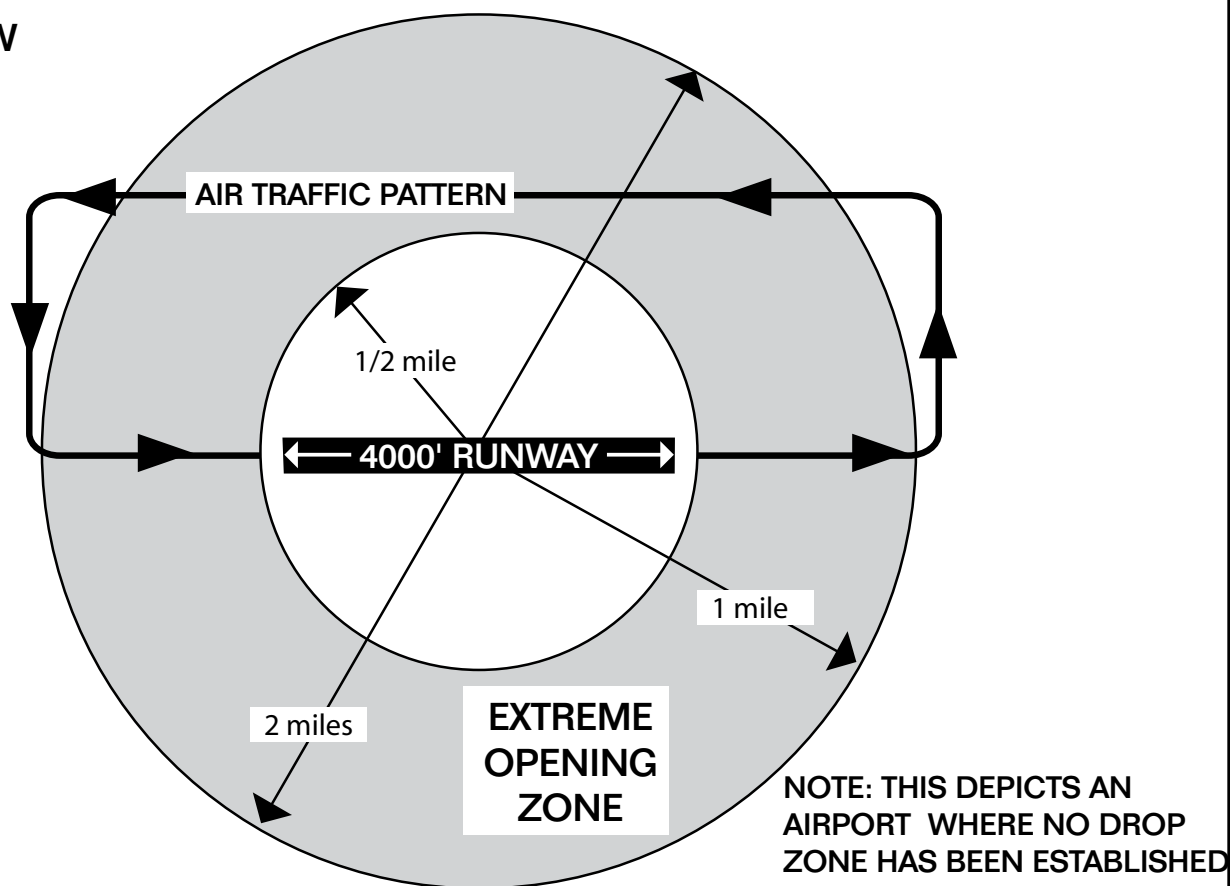 AIR TRAFFIC PATTERN
1/2 mile
4000' RUNWAY
1 mile
2 miles
EXTREME
OPENING
ZONE
NOTE: THIS DEPICTS AN
AIRPORT WHERE NO DROP
ZONE HAS BEEN ESTABLISHED